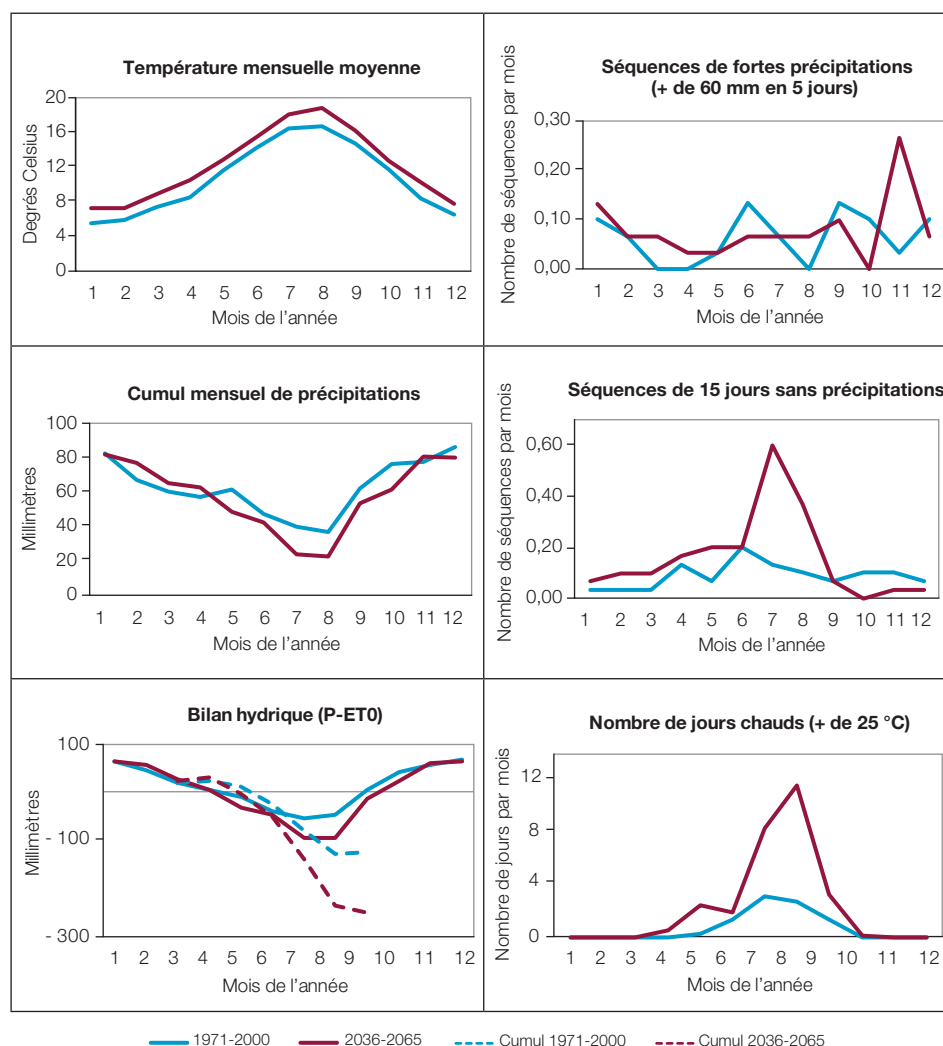 Température mensuelle moyenne
Degrés Celsius
20
16
12
8
4
0
1 2 3 4 5 6 7 8 9 10 11 12
Mois de l'année
Séquences de fortes précipitations
(+ de 60 mm en 5 jours)
Nombre de séquences par mois
0,30
0,20
0,10
0,00
1 2 3 4 5 6 7 8 9 10 11 12
Mois de l'année
Cumul mensuel de précipitations
Millimètres
100
80
60
40
20
0
1 2 3 4 5 6 7 8 9 10 11 12
Mois de l'année
Séquences de 15 jours sans précipitations
Nombre de séquences par mois
0,60
0,40
0,20
0,00
1 2 3 4 5 6 7 8 9 10 11 12
Mois de l'année
Bilan hydrique (P-ET0)
Millimètres
100
- 100
- 300
1 2 3 4 5 6 7 8 9 10 11 12
Mois de l'année
Nombre de jours chauds (+ de 25 °C)
Nombre de jours par mois
12
8
4
0
1 2 3 4 5 6 7 8 9 10 11 12
Mois de l'année
1971-2000 2036-2065 Cumul 1971-2000 Cumul 2036-2065